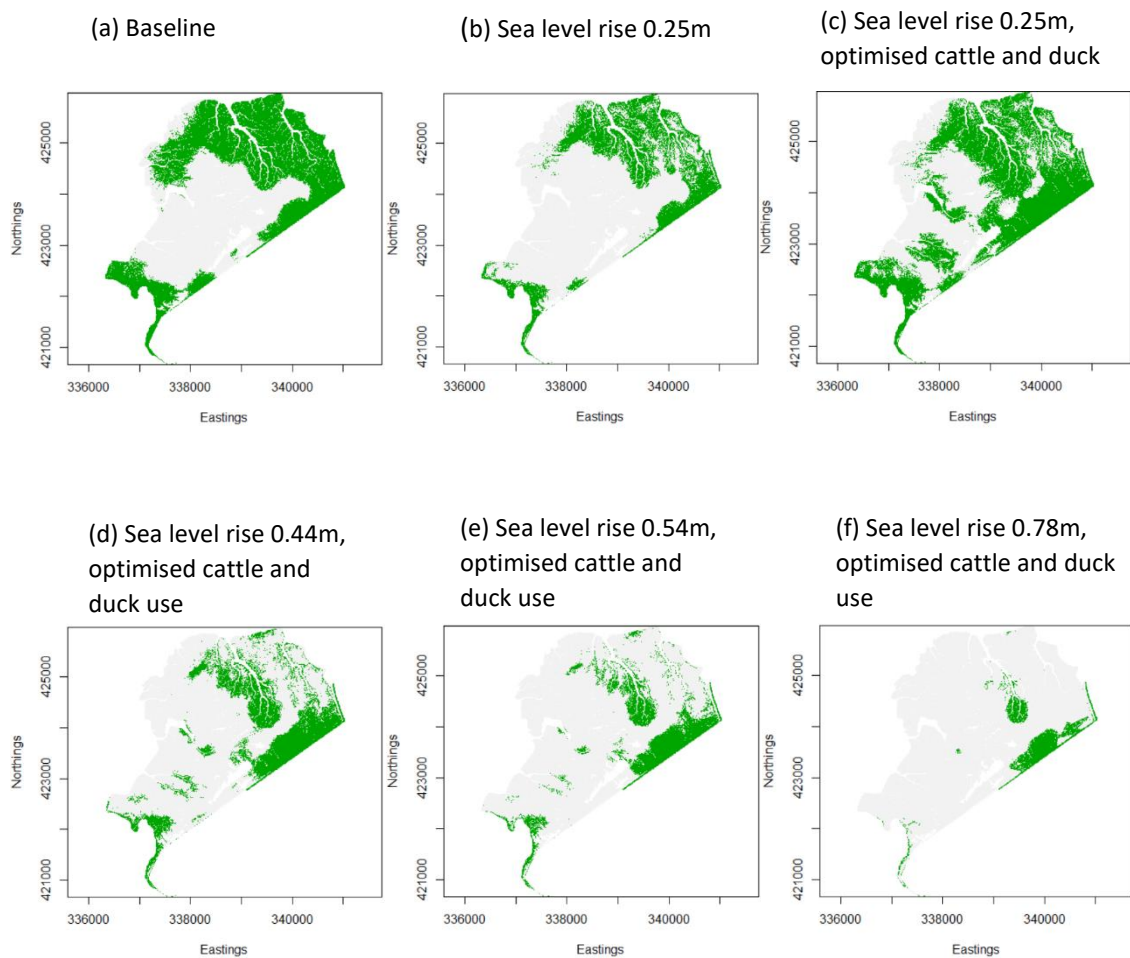 (a) Baseline
(b) Sea level rise 0.25m
(c) Sea level rise 0.25m,
optimised cattle and duck
Northings
425000
423000
421000
336000 338000 340000
Eastings
Northings
425000
423000
421000
336000 338000 340000
Eastings
Northings
425000
423000
421000
336000 338000 340000
Eastings
(d) Sea level rise 0.44m,
optimised cattle and
duck use
(e) Sea level rise 0.54m,
optimised cattle and
duck use
(f) Sea level rise 0.78m,
optimised cattle and duck
use
Northings
425000
423000
421000
336000 338000 340000
Eastings
Northings
425000
423000
421000
336000 338000 340000
Eastings
Northings
425000
423000
421000
336000 338000 340000
Eastings